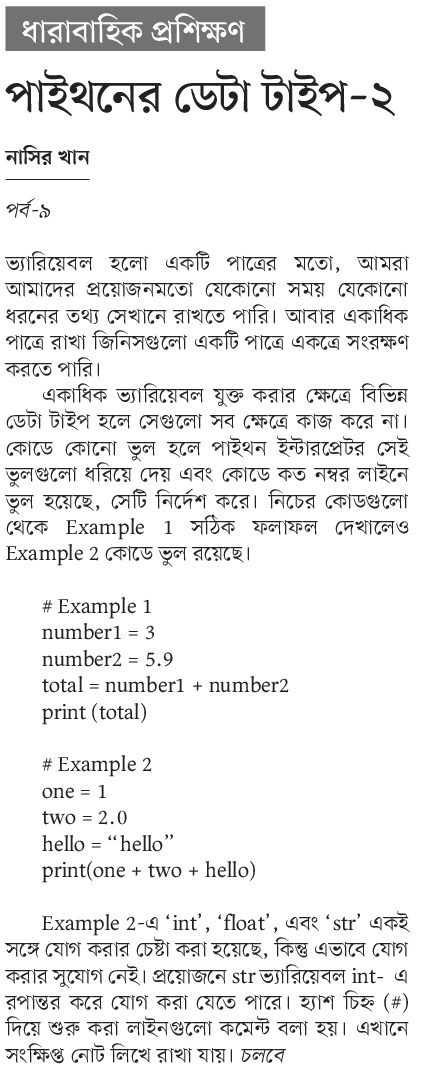 ধারাবাহিক প্রশিক্ষণ
পাইথনের ডেটা টাইপ-২
নাসির খান
পর্ব-৯
ভ্যারিয়েবল হলো একটি পাত্রের মতো, আমরা
আমাদের প্রয়োজনমতো যেকোনো সময় যেকোনো
ধরনের তথ্য সেখানে রাখতে পারি। আবার একাধিক
পাত্রে রাখা জিনিসগুলো একটি পাত্রে একত্রে সংরক্ষণ
করতে পারি।
একাধিক ভ্যারিয়েবল যুক্ত করার ক্ষেত্রে বিভিন্ন
ডেটা টাইপ হলে সেগুলো সব ক্ষেত্রে কাজ করে না।
কোডে কোনো ভুল হলে পাইথন ইন্টারপ্রেটর সেই
ভুলগুলো ধরিয়ে দেয় এবং কোডে কত নম্বর লাইনে
ভুল হয়েছে, সেটি নির্দেশ করে। নিচের কোডগুলো
থেকে Example 1 সঠিক ফলাফল দেখালেও
Example 2 কোডে ভুল রয়েছে।
# Example 1
number1 = 3
number2 = 5.9
total = number1 + number2
print (total)
# Example 2
one = 1
two = 2.0
hello = “hello”
print(one + two + hello)
Example 2-এ ‘int’, ‘float’, এবং ‘str’ একই
সঙ্গে যোগ করার চেষ্টা করা হয়েছে, কিন্তু এভাবে যোগ
করার সুযোগ নেই। প্রয়োজনে str ভ্যারিয়েবল int- এ
রূপান্তর করে যোগ করা যেতে পারে। হ্যাশ চিহ্ন (#)
দিয়ে শুরু করা লাইনগুলো কমেন্ট বলা হয়। এখানে
সংক্ষিপ্ত নোট লিখে রাখা যায়। চলবে